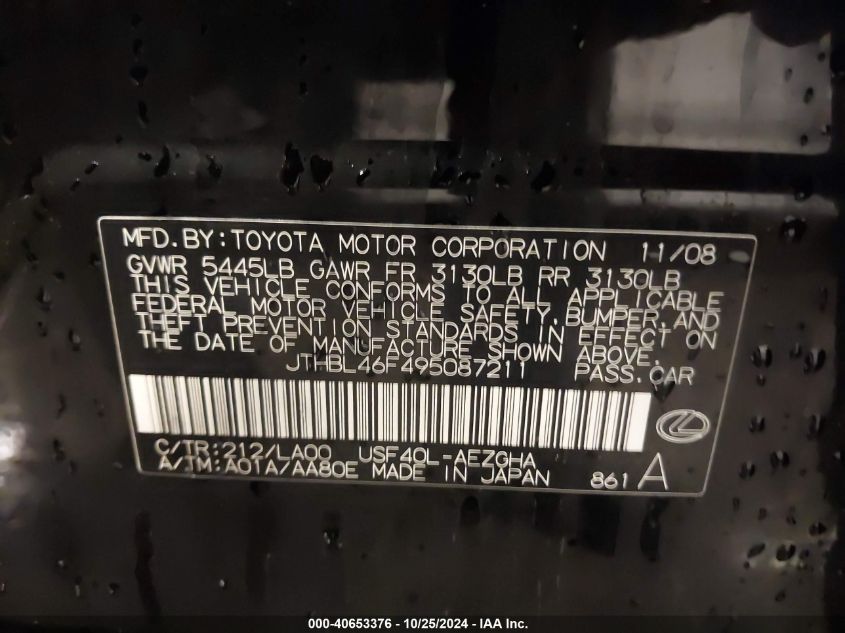 MFD. BY: TOYOTA MOTOR CORPORATION 11/08
GVWR 5445LB GAWR FR 3130LB RR 3130LB
THIS VEHICLE CONFORMS TO ALL APPLICABLE
FEDERAL MOTOR VEHICLE SAFETY, BUMPER, AND
THEFT PREVENTION STANDARDS IN EFFECT ON
THE DATE OF MANUFACTURE SHOWN ABOVE.
JTHBL46F495087211 PASS. CAR
C/TR: 212/LA00 USF40L-AEZGHA
A/TM: A01A/AA80E MADE IN JAPAN 861 A
000-40653376 - 10/25/2024 - IAA Inc.